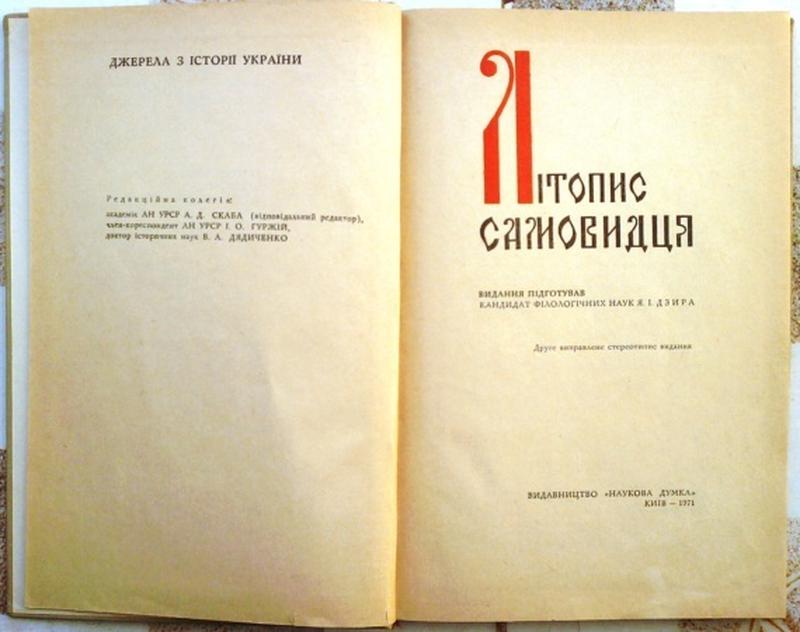 ДЖЕРЕЛА З ІСТОРІЇ УКРАЇНИ
Редакційна колегія:
академік АН УРСР А. Д. СКАБА (відповідальний редактор),
член-кореспондент АН УРСР І. О. ГУРЖІЙ,
доктор історичних наук В. А. ДЯДИЧЕНКО
ЛІТОПИС
САМОВИДЦЯ
ВИДАННЯ ПІДГОТУВАВ
КАНДИДАТ ФІЛОЛОГІЧНИХ НАУК Я. І. ДЗИРА
Друге виправлене стереотипне видання
ВИДАВНИЦТВО «НАУКОВА ДУМКА»
КИЇВ — 1971